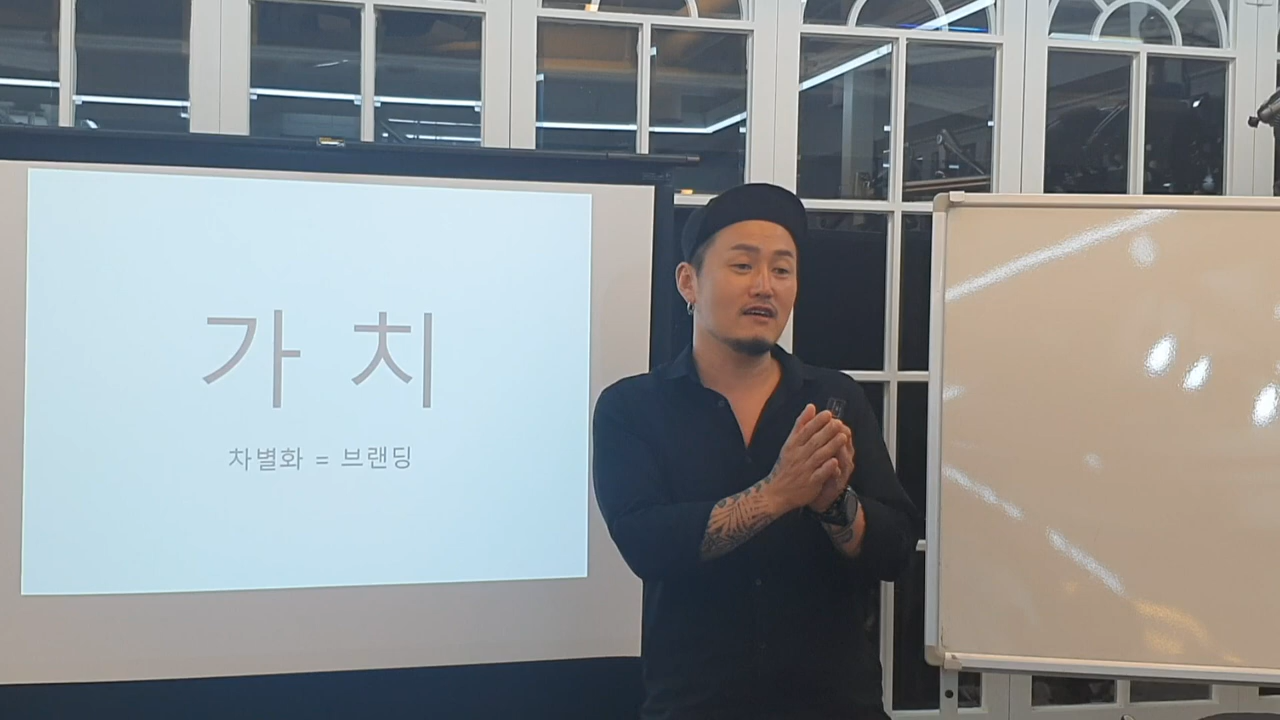 가 치
차별화 = 브랜딩